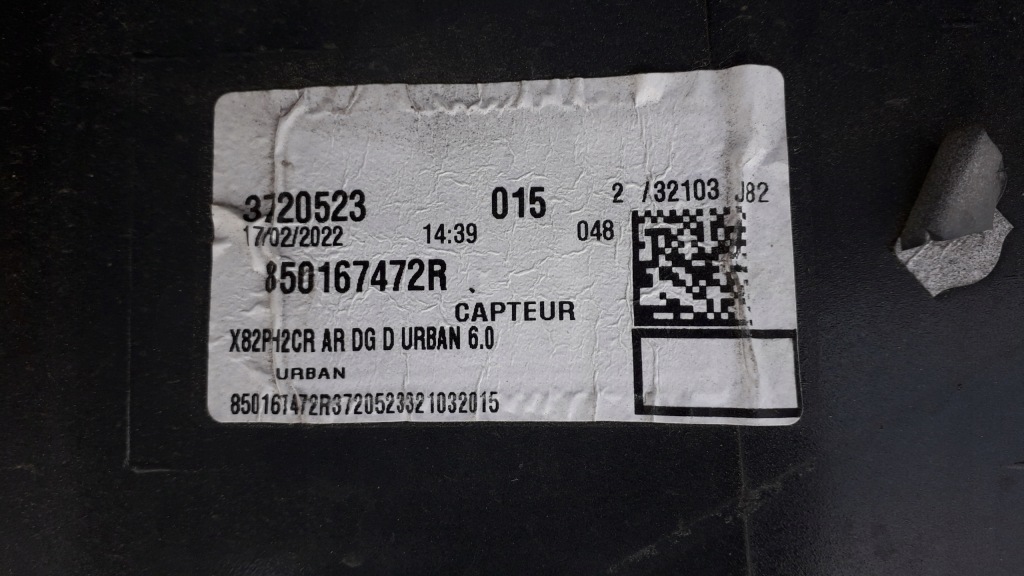 3720523 015 2 /32103 J82
17/02/2022 14:39 048
850167472R
CAPTEUR
X82PH2CR AR DG D URBAN 6.0
URBAN
850167472R3720523321032015